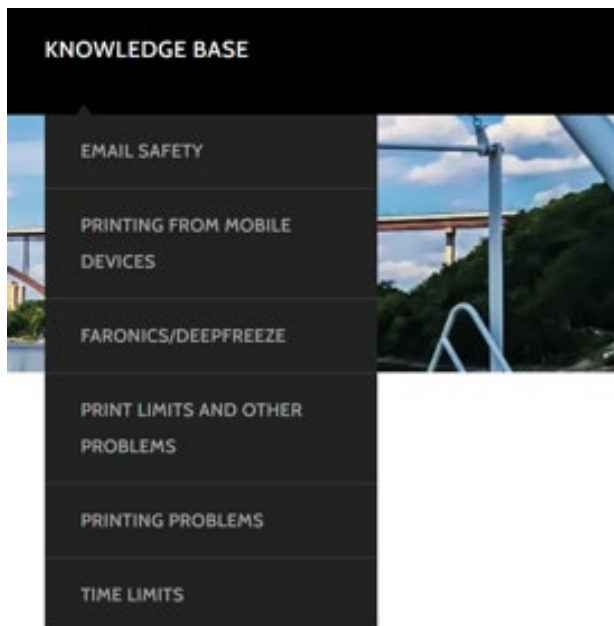 KNOWLEDGE BASE
EMAIL SAFETY
PRINTING FROM MOBILE
DEVICES
FARONICS/DEEPFREEZE
PRINT LIMITS AND OTHER
PROBLEMS
PRINTING PROBLEMS
TIME LIMITS